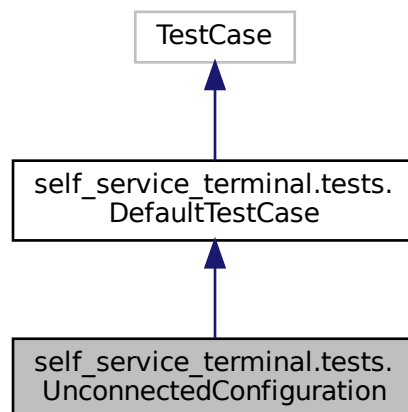 TestCase
self_service_terminal.tests.
DefaultTestCase
self_service_terminal.tests.
UnconnectedConfiguration